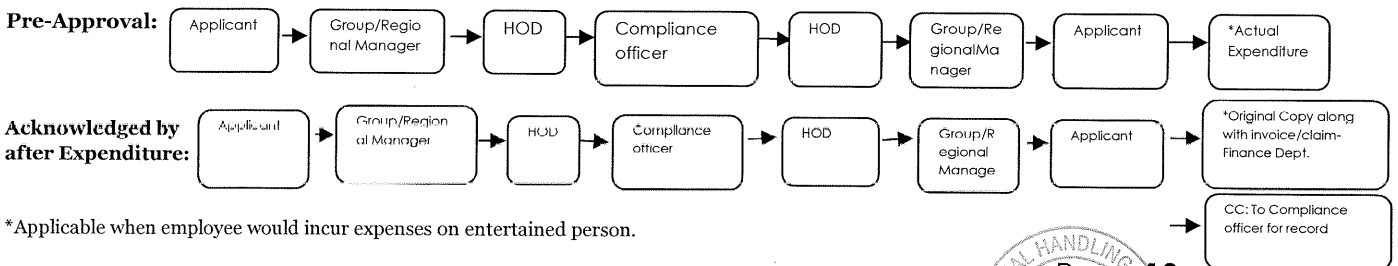 Pre-Approval:
Applicant
Group/Regio
nal Manager
HOD
Compliance
officer
HOD
Group/Re
gionalMa
nager
Applicant
*Actual
Expenditure
Acknowledged by
after Expenditure:
Applicant
Group/Region
al Manager
HOD
Compliance
officer
HOD
Group/R
egional
Manage
Applicant
*Original Copy along
with invoice/claim-
Finance Dept.
CC: To Compliance
officer for record
*Applicable when employee would incur expenses on entertained person.
HANDLING